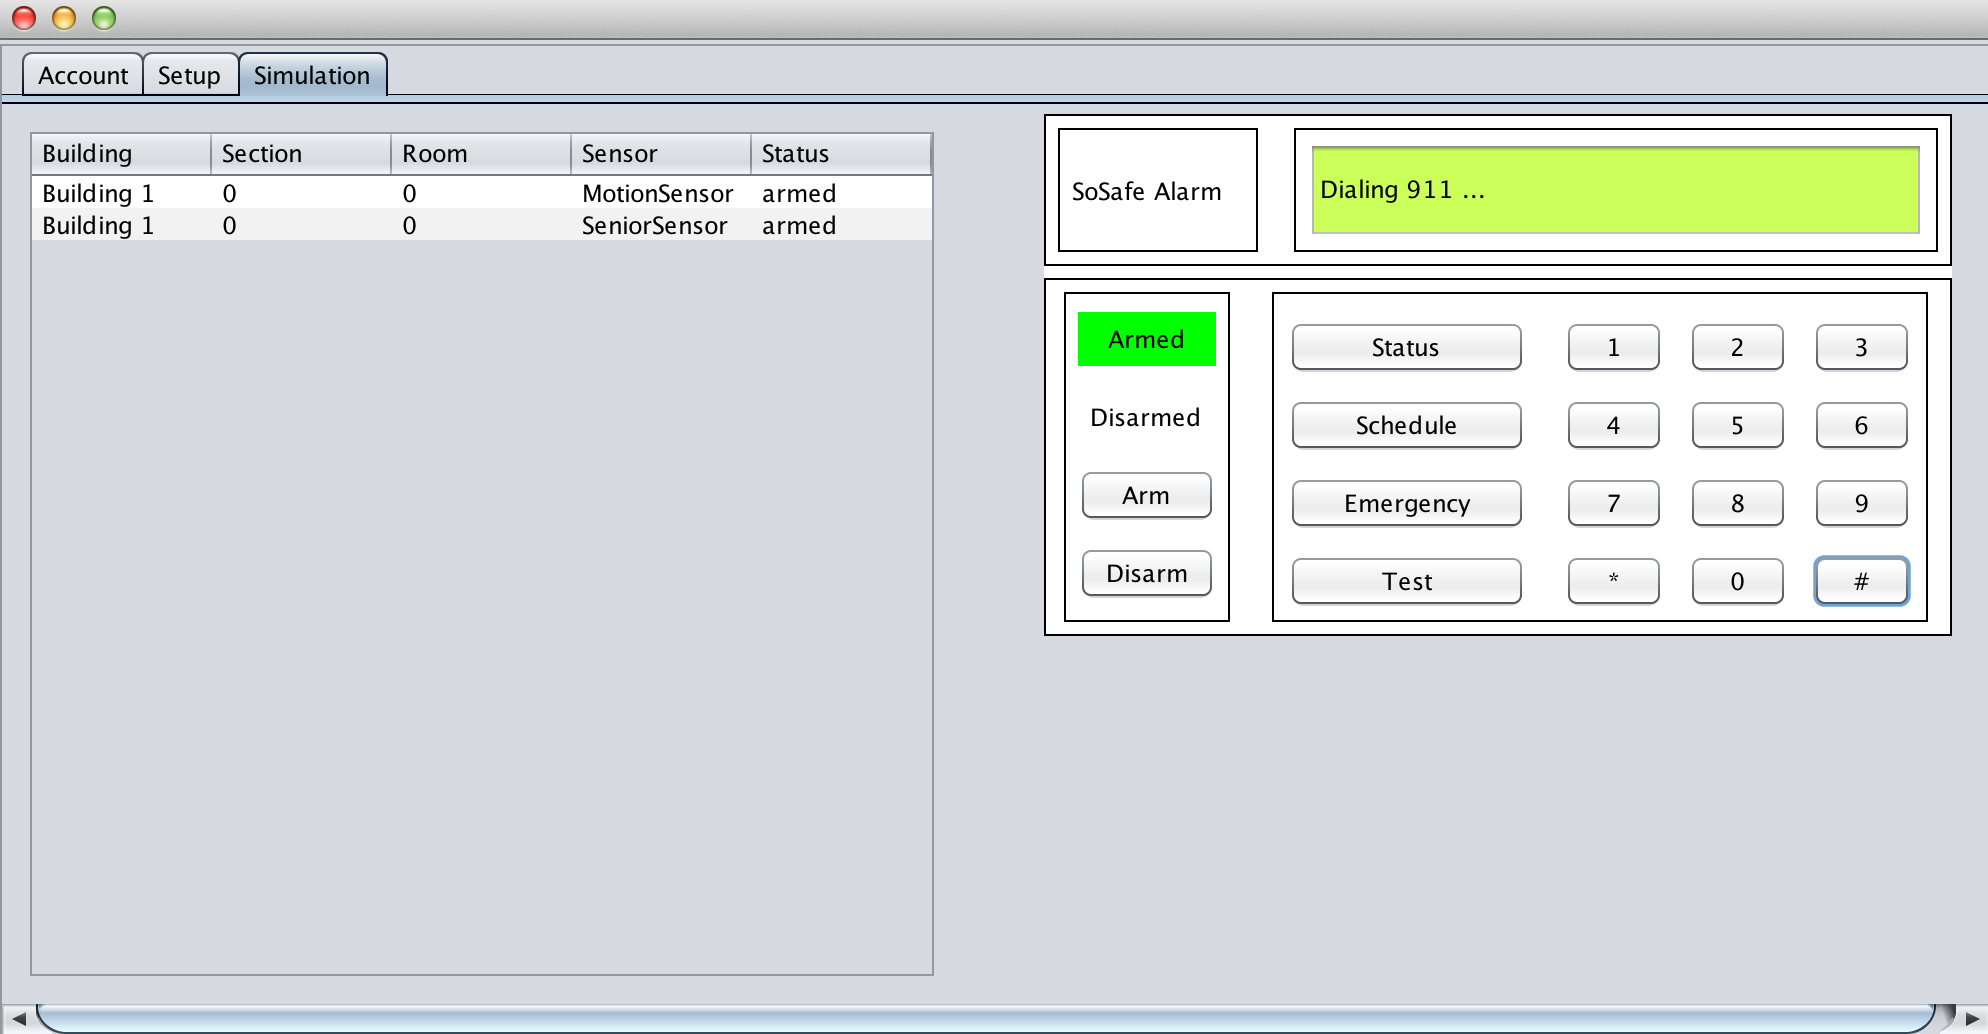 Account Setup Simulation
Building Section Room Sensor Status
Building 1 0 0 MotionSensor armed
Building 1 0 0 SeniorSensor armed
SoSafe Alarm
Dialing 911 ...
Armed
Disarmed
Arm
Disarm
Status 1 2 3
Schedule 4 5 6
Emergency 7 8 9
Test * 0 #